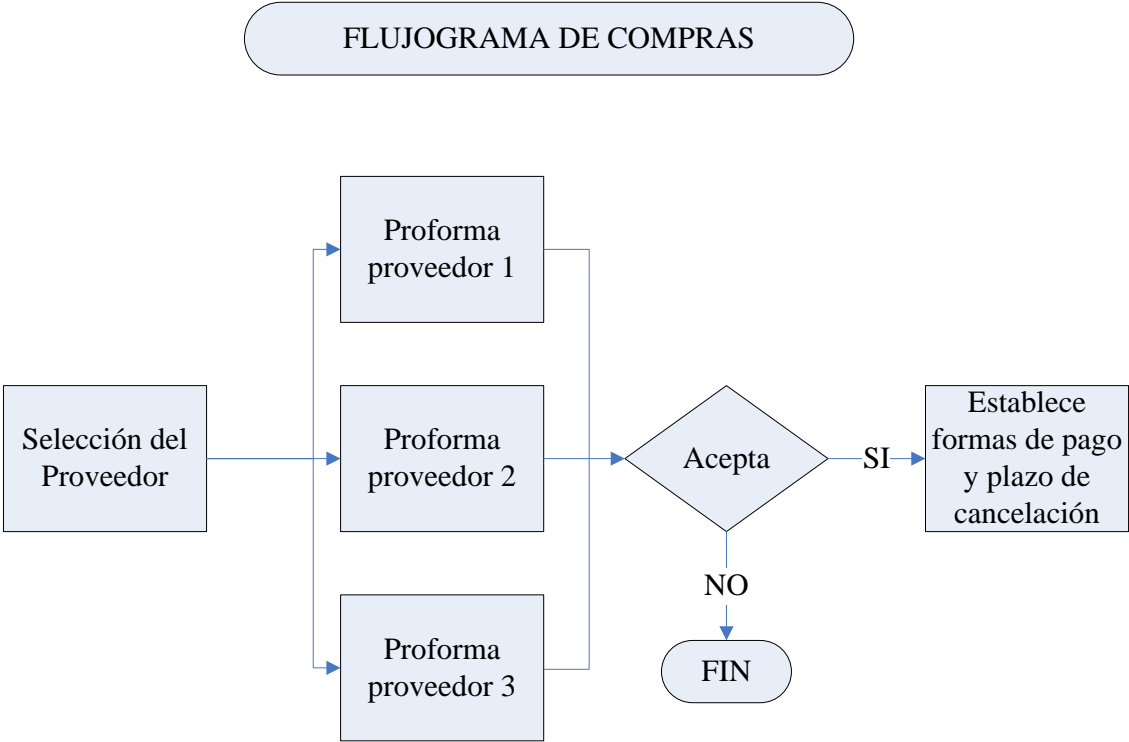 FLUJOGRAMA DE COMPRAS
Proforma
proveedor 1
Selección del
Proveedor
Proforma
proveedor 2
Acepta
SI
Establece
formas de pago
y plazo de
cancelación
NO
Proforma
proveedor 3
FIN